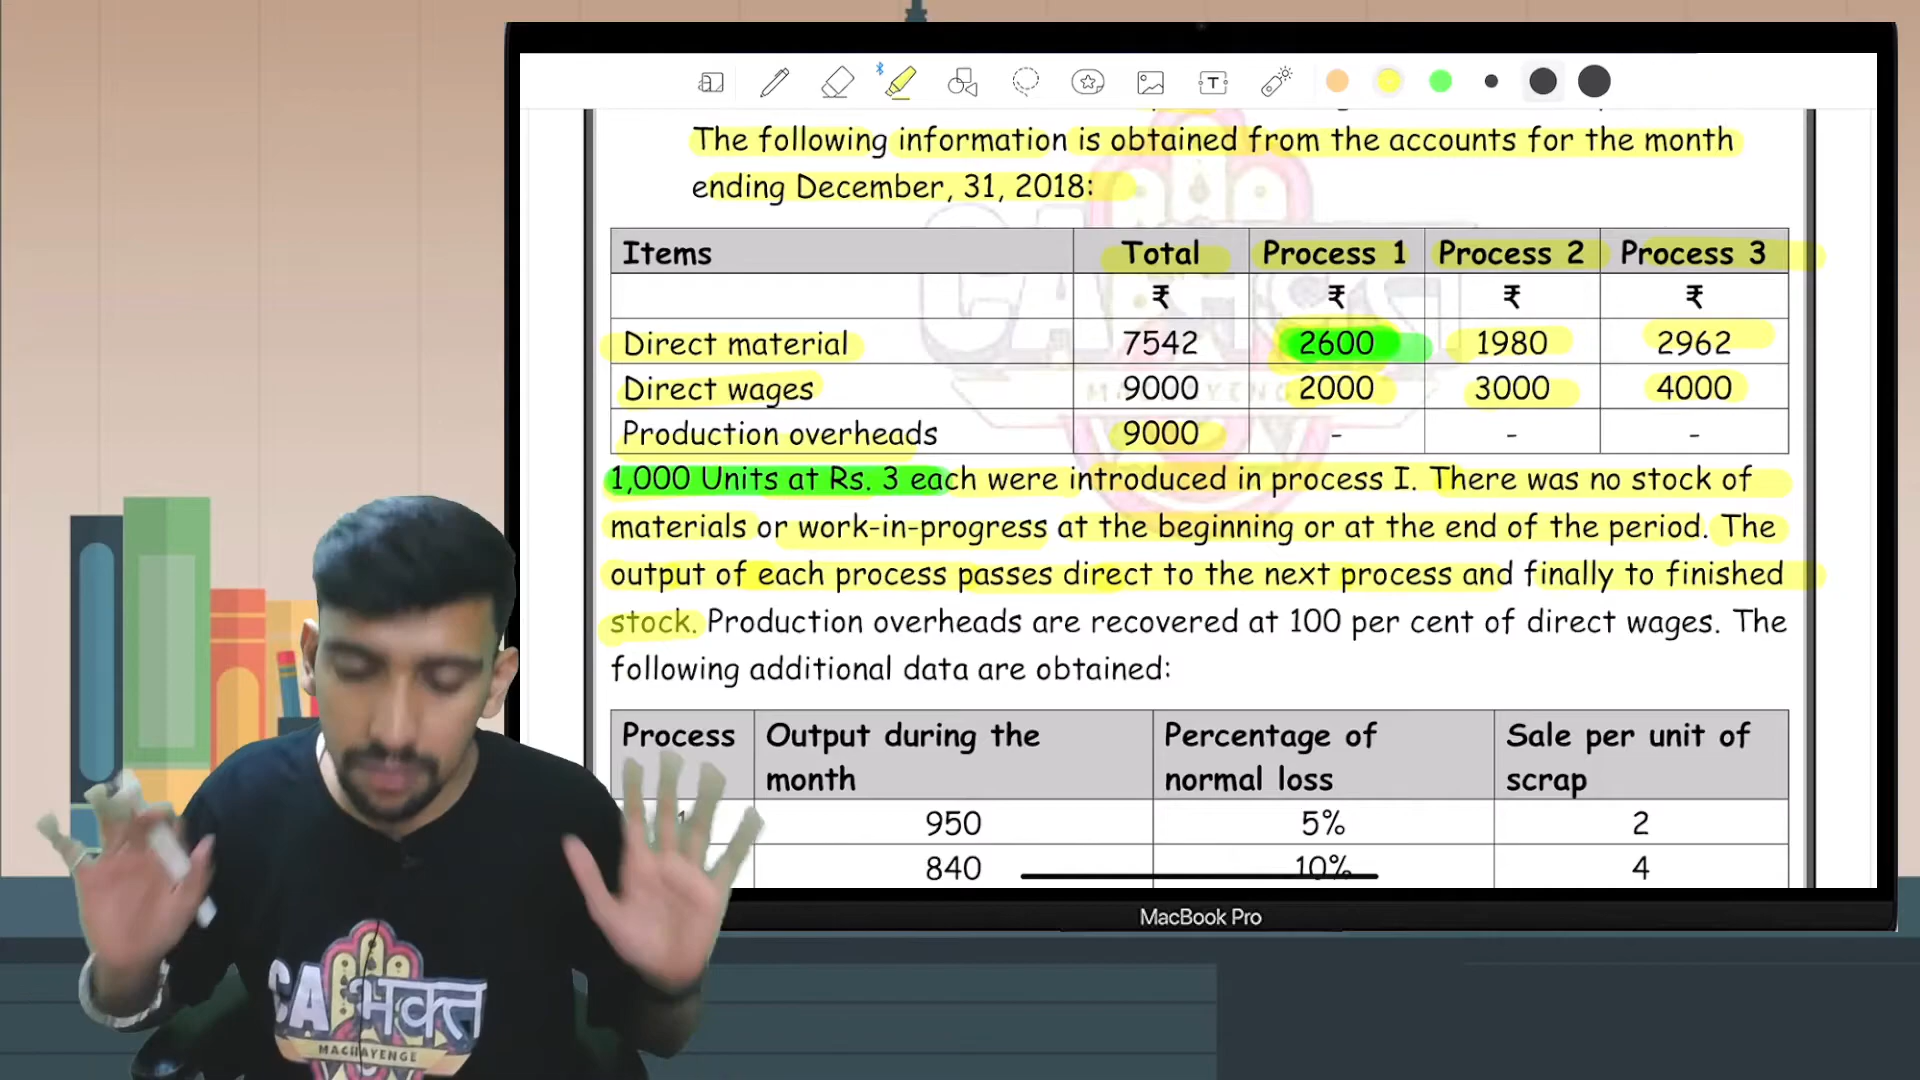 The following information is obtained from the accounts for the month
ending December, 31, 2018:
Items Total Process 1 Process 2 Process 3
₹ ₹ ₹ ₹
Direct material 7542 2600 1980 2962
Direct wages 9000 2000 3000 4000
Production overheads 9000 - - -
1,000 Units at Rs. 3 each were introduced in process I. There was no stock of
materials or work-in-progress at the beginning or at the end of the period. The
output of each process passes direct to the next process and finally to finished
stock. Production overheads are recovered at 100 per cent of direct wages. The
following additional data are obtained:
Process Output during the month Percentage of normal loss Sale per unit of scrap
1 950 5% 2
840 10% 4
MacBook Pro
CA भक्त
MACHAYENGE